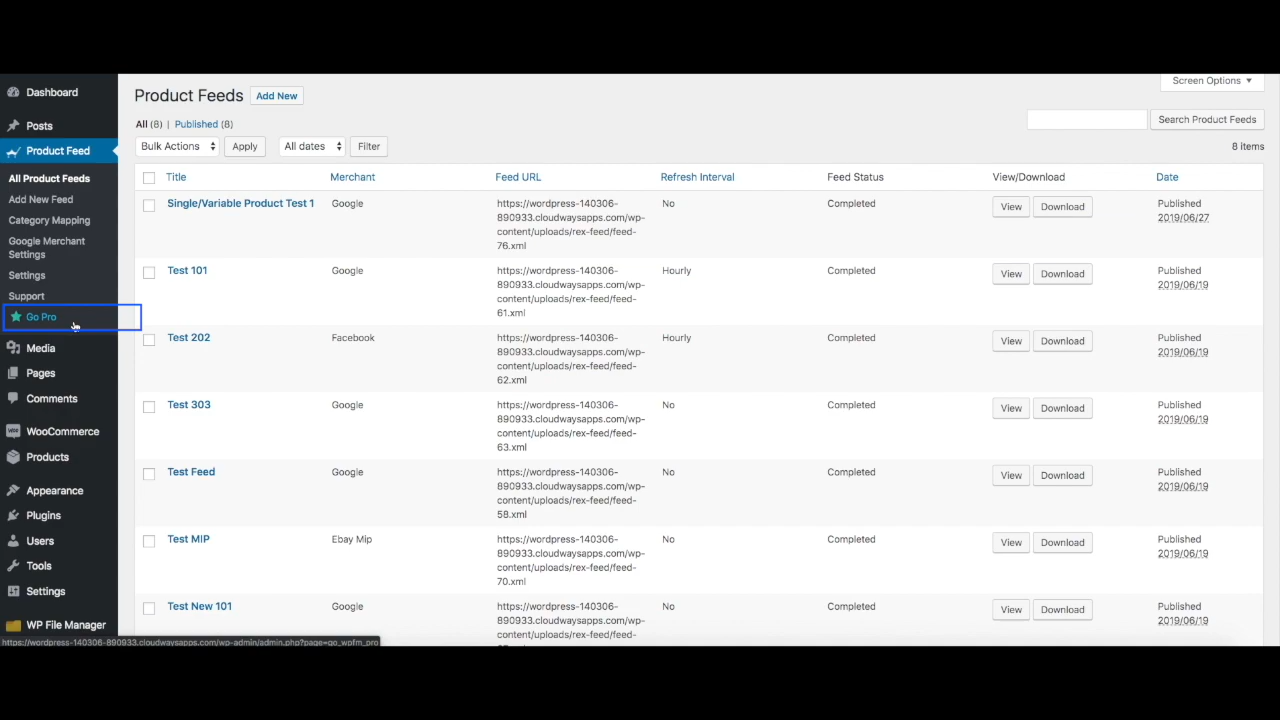 Screen Options ▼
Product Feeds Add New
All (8) | Published (8)
Search Product Feeds
Bulk Actions Apply All dates Filter
8 items
Dashboard
Posts
Product Feed
All Product Feeds
Add New Feed
Category Mapping
Google Merchant
Settings
Settings
Support
Go Pro
Media
Pages
Comments
WooCommerce
Products
Appearance
Plugins
Users
Tools
Settings
WP File Manager
Title Merchant Feed URL Refresh Interval Feed Status View/Download Date
Single/Variable Product Test 1 Google https://wordpress-140306- No Completed View Download Published
890933.cloudwaysapps.com/wp- 2019/06/27
content/uploads/rex-feed/feed-
76.xml
Test 101 Google https://wordpress-140306- Hourly Completed View Download Published
890933.cloudwaysapps.com/wp- 2019/06/19
content/uploads/rex-feed/feed-
61.xml
Test 202 Facebook https://wordpress-140306- Hourly Completed View Download Published
890933.cloudwaysapps.com/wp- 2019/06/19
content/uploads/rex-feed/feed-
62.xml
Test 303 Google https://wordpress-140306- No Completed View Download Published
890933.cloudwaysapps.com/wp- 2019/06/19
content/uploads/rex-feed/feed-
63.xml
Test Feed Google https://wordpress-140306- No Completed View Download Published
890933.cloudwaysapps.com/wp- 2019/06/19
content/uploads/rex-feed/feed-
58.xml
Test MIP Ebay Mip https://wordpress-140306- No Completed View Download Published
890933.cloudwaysapps.com/wp- 2019/06/19
content/uploads/rex-feed/feed-
70.xml
Test New 101 Google https://wordpress-140306- No Completed View Download Published
890933.cloudwaysapps.com/wp- 2019/06/19
content/uploads/rex-feed/feed-
https://wordpress-140306-890933.cloudwaysapps.com/wp-admin/admin.php?page=go_wpfm_pro